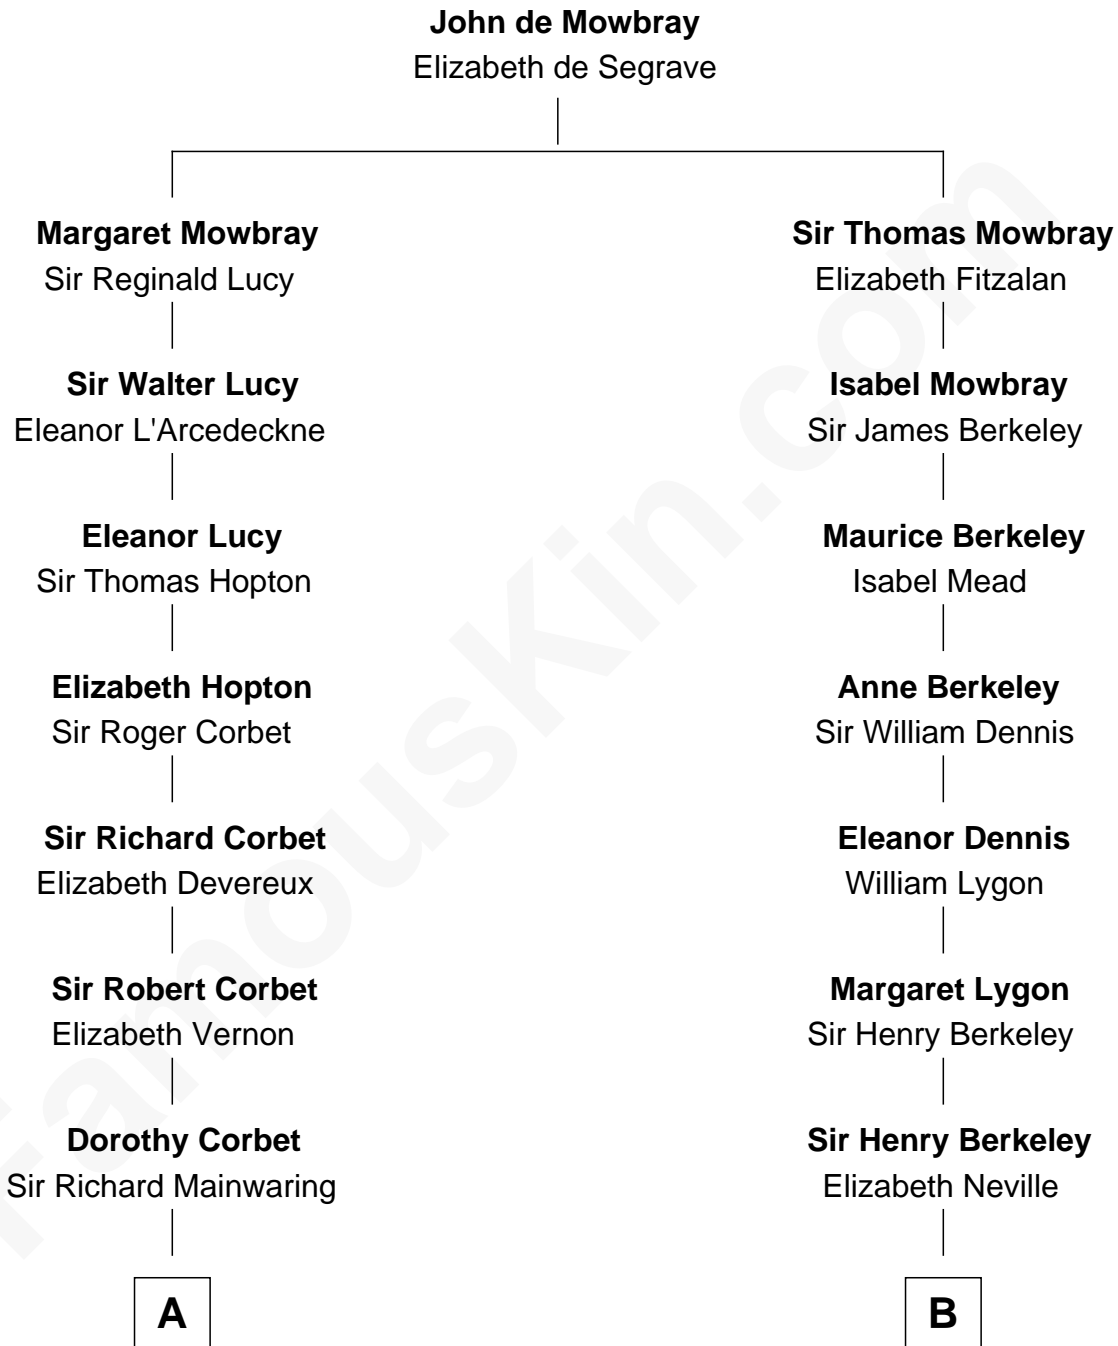 John de Mowbray
Elizabeth de Segrave
Margaret Mowbray
Sir Reginald Lucy
Sir Walter Lucy
Eleanor L'Arcedeckne
Eleanor Lucy
Sir Thomas Hopton
Elizabeth Hopton
Sir Roger Corbet
Sir Richard Corbet
Elizabeth Devereux
Sir Robert Corbet
Elizabeth Vernon
Dorothy Corbet
Sir Richard Mainwaring
A
Sir Thomas Mowbray
Elizabeth Fitzalan
Isabel Mowbray
Sir James Berkeley
Maurice Berkeley
Isabel Mead
Anne Berkeley
Sir William Dennis
Eleanor Dennis
William Lygon
Margaret Lygon
Sir Henry Berkeley
Sir Henry Berkeley
Elizabeth Neville
B
FamousKin.com